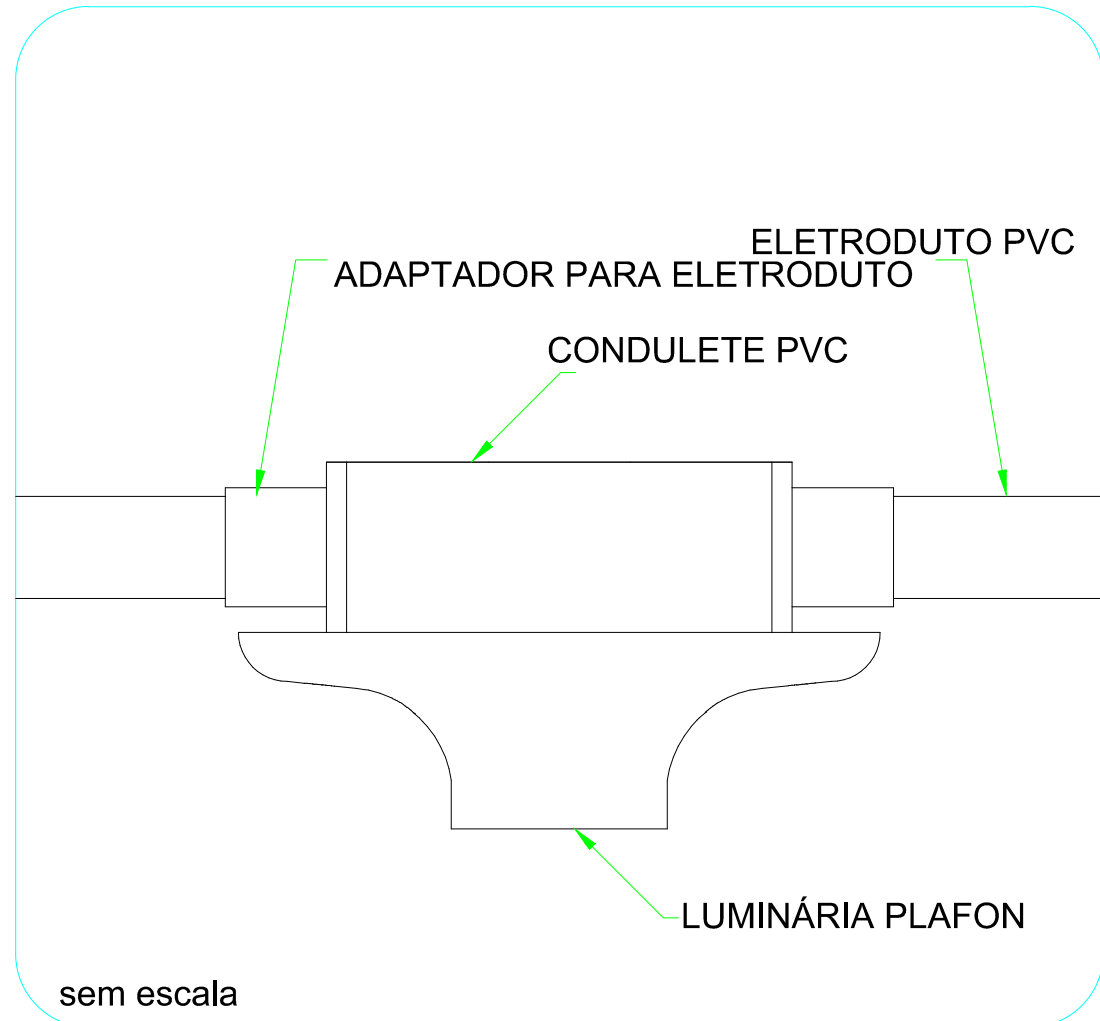 ELETRODUTO PVC
ADAPTADOR PARA ELETRODUTO
CONDULETE PVC
LUMINÁRIA PLAFON
sem escala